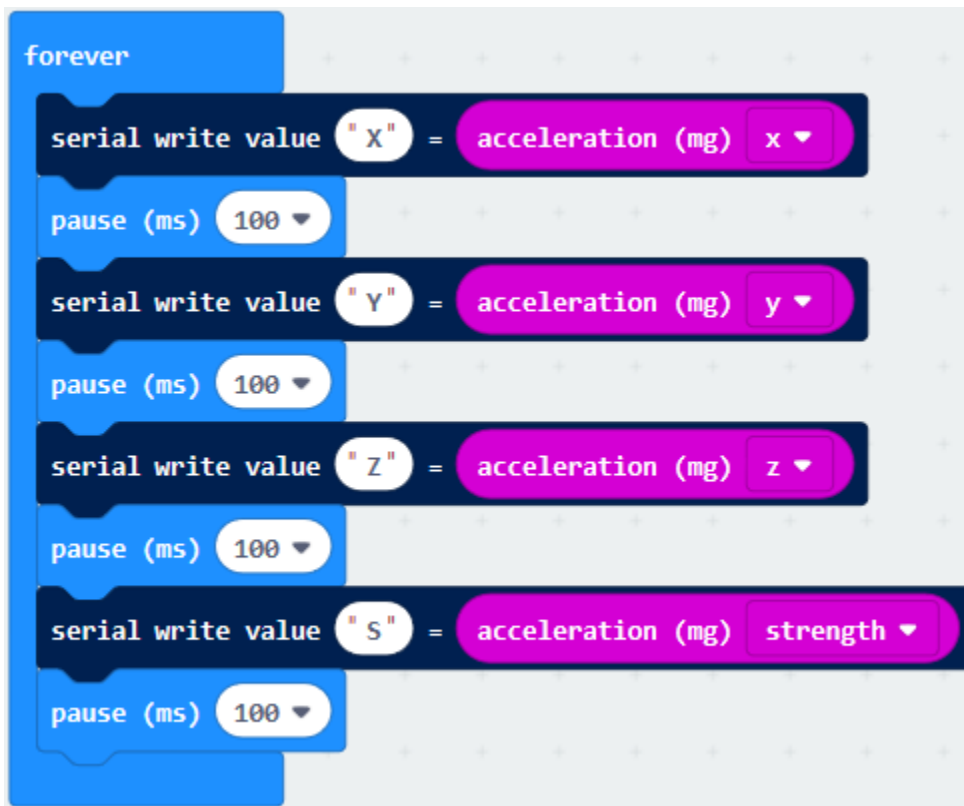 forever
serial write value "X" = acceleration (mg) x
pause (ms) 100
serial write value "Y" = acceleration (mg) y
pause (ms) 100
serial write value "Z" = acceleration (mg) z
pause (ms) 100
serial write value "S" = acceleration (mg) strength
pause (ms) 100